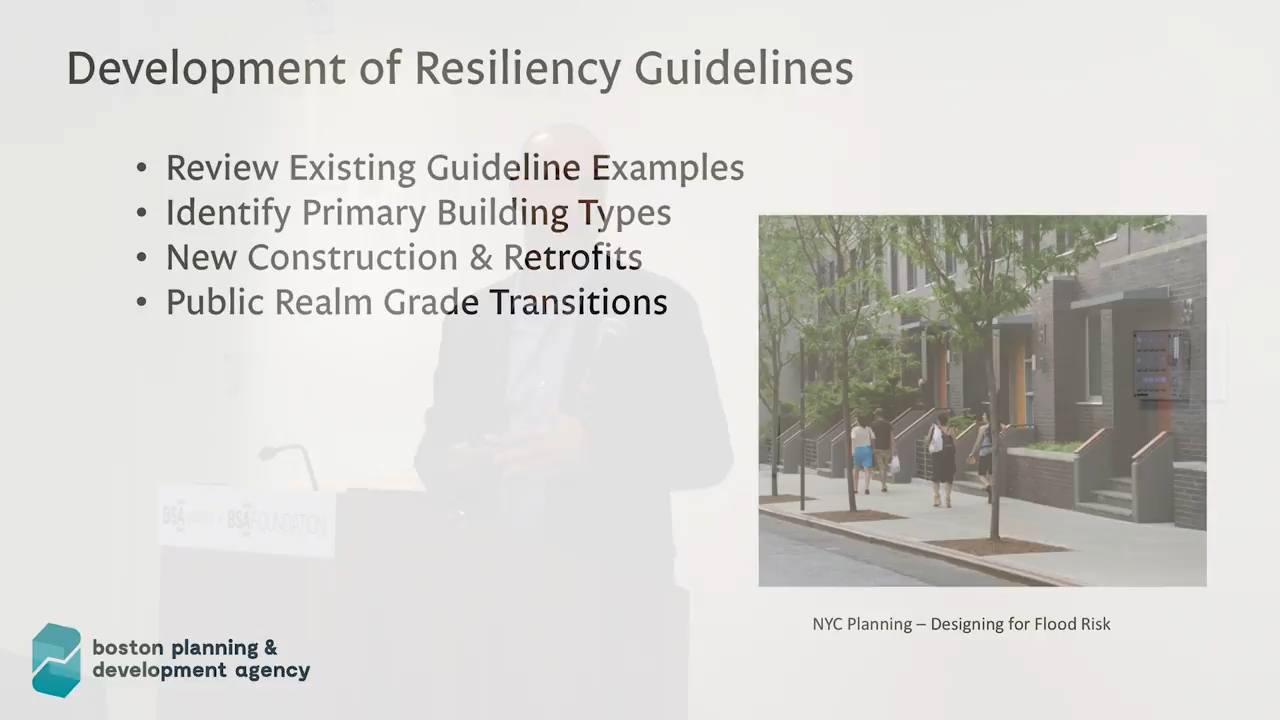 Development of Resiliency Guidelines
• Review Existing Guideline Examples
• Identify Primary Building Types
• New Construction & Retrofits
• Public Realm Grade Transitions
BSA BSA FOUNDATION
NYC Planning – Designing for Flood Risk
boston planning &
development agency